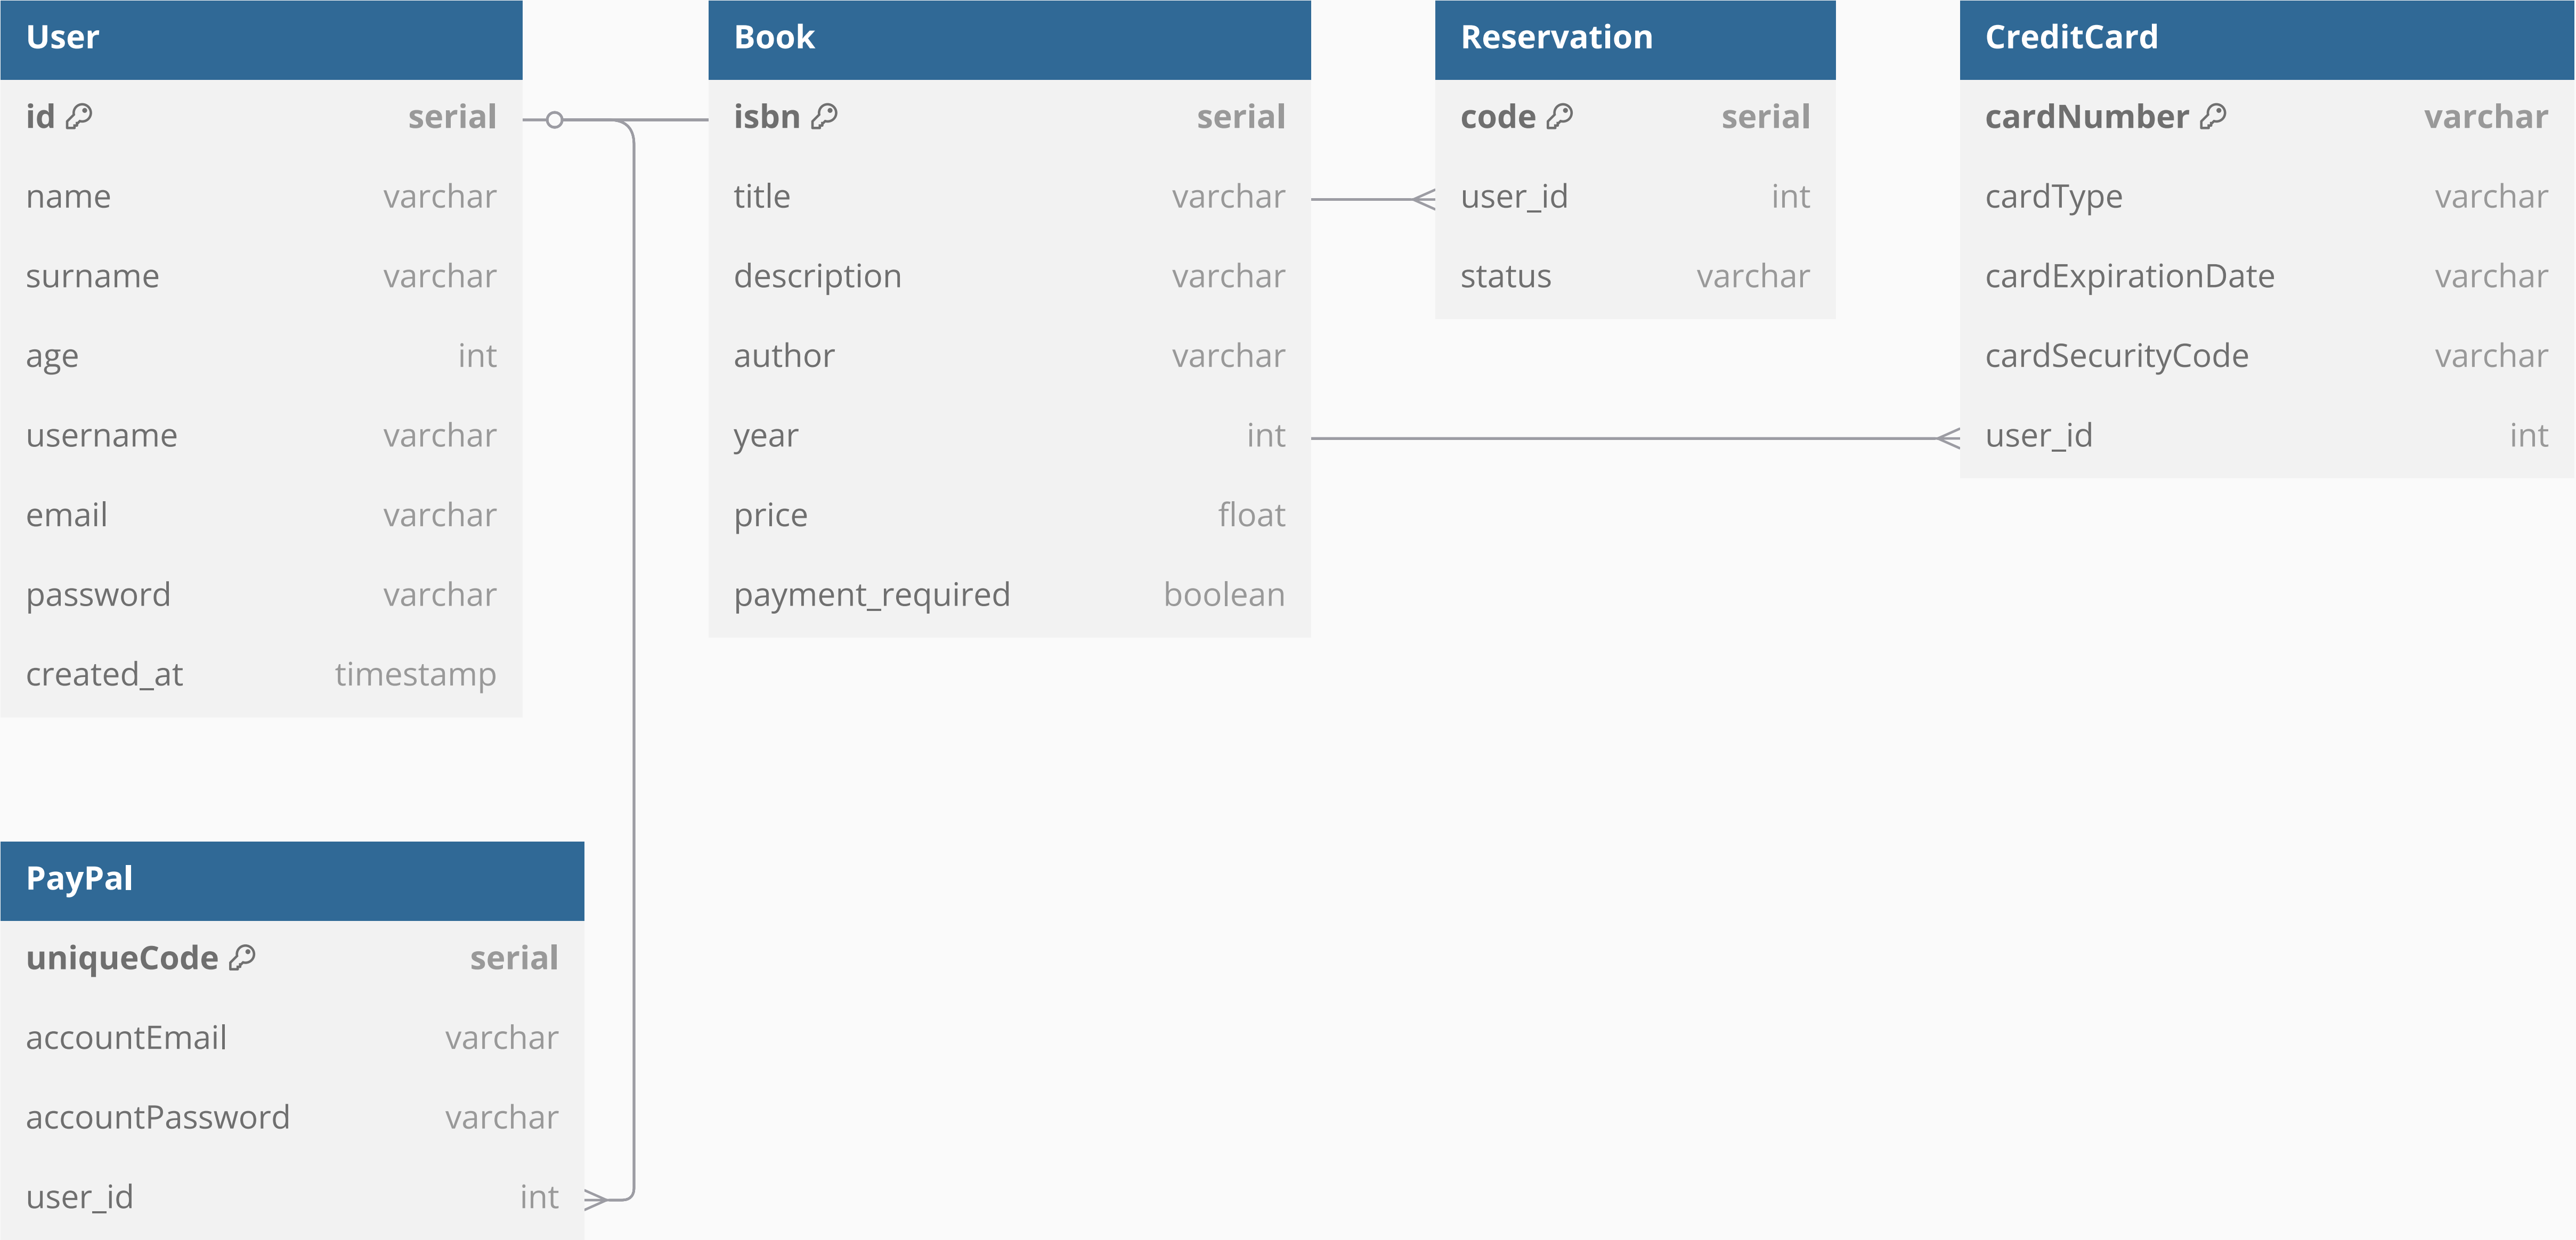 User
id serial
name varchar
surname varchar
age int
username varchar
email varchar
password varchar
created_at timestamp
Book
isbn serial
title varchar
description varchar
author varchar
year int
price float
payment_required boolean
Reservation
code serial
user_id int
status varchar
CreditCard
cardNumber varchar
cardType varchar
cardExpirationDate varchar
cardSecurityCode varchar
user_id int
PayPal
uniqueCode serial
accountEmail varchar
accountPassword varchar
user_id int